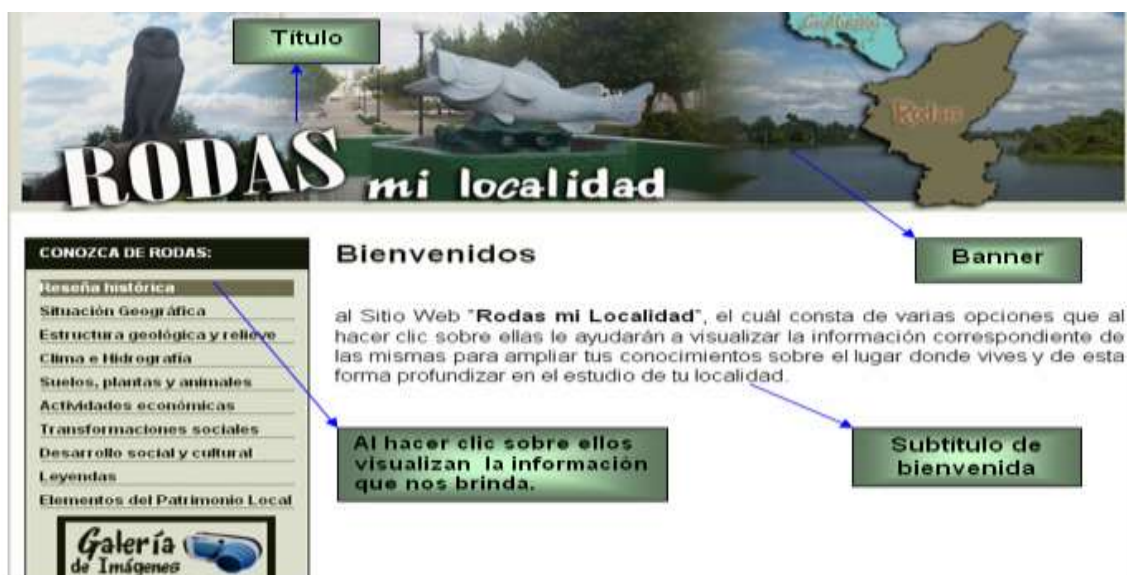 Título
RODAS mi localidad
Rodas
Banner
CONOZCA DE RODAS:
Reseña histórica
Situación Geográfica
Estructura geológica y relieve
Clima e Hidrografía
Suelos, plantas y animales
Actividades económicas
Transformaciones sociales
Desarrollo social y cultural
Leyendas
Elementos del Patrimonio Local
Galería
de Imágenes
Bienvenidos
al Sitio Web "Rodas mi Localidad", el cuál consta de varias opciones que al
hacer clic sobre ellas le ayudarán a visualizar la información correspondiente de
las mismas para ampliar tus conocimientos sobre el lugar donde vives y de esta
forma profundizar en el estudio de tu localidad.
Al hacer clic sobre ellos
visualizan la información
que nos brinda.
Subtítulo de
bienvenida